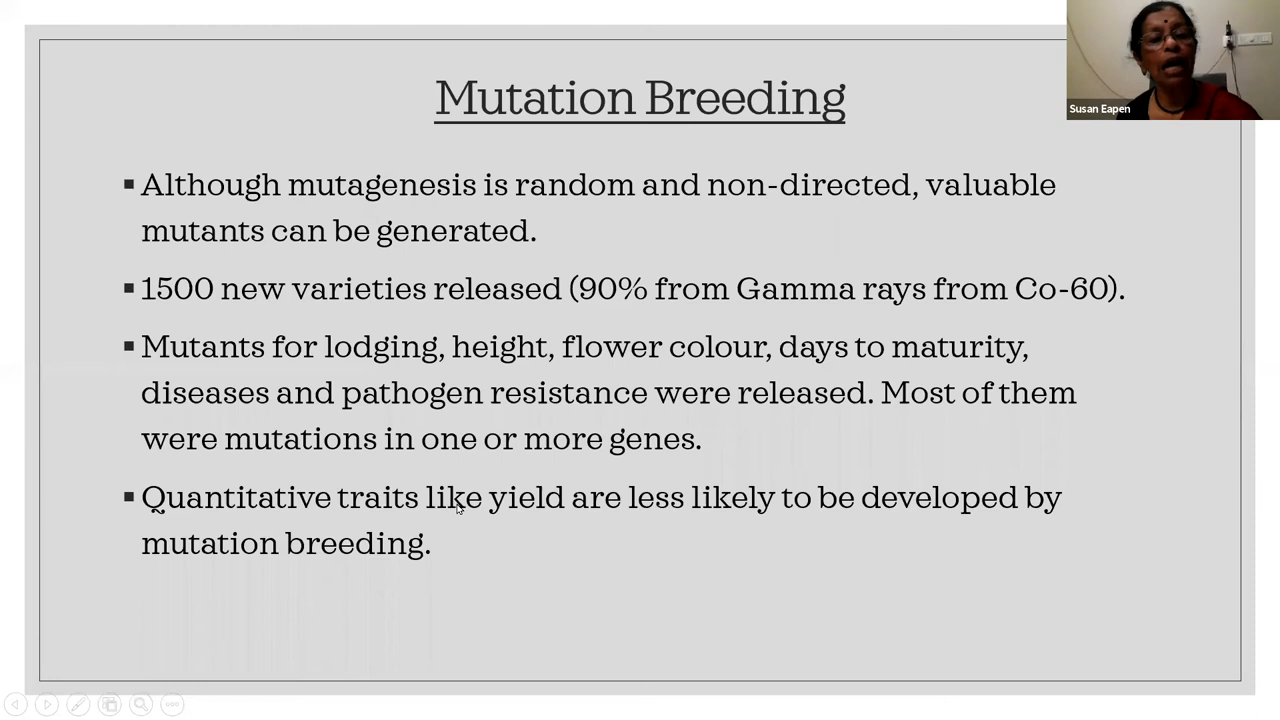 Mutation Breeding
Susan Eapen
▪ Although mutagenesis is random and non-directed, valuable
mutants can be generated.
▪ 1500 new varieties released (90% from Gamma rays from Co-60).
▪ Mutants for lodging, height, flower colour, days to maturity,
diseases and pathogen resistance were released. Most of them
were mutations in one or more genes.
▪ Quantitative traits like yield are less likely to be developed by
mutation breeding.